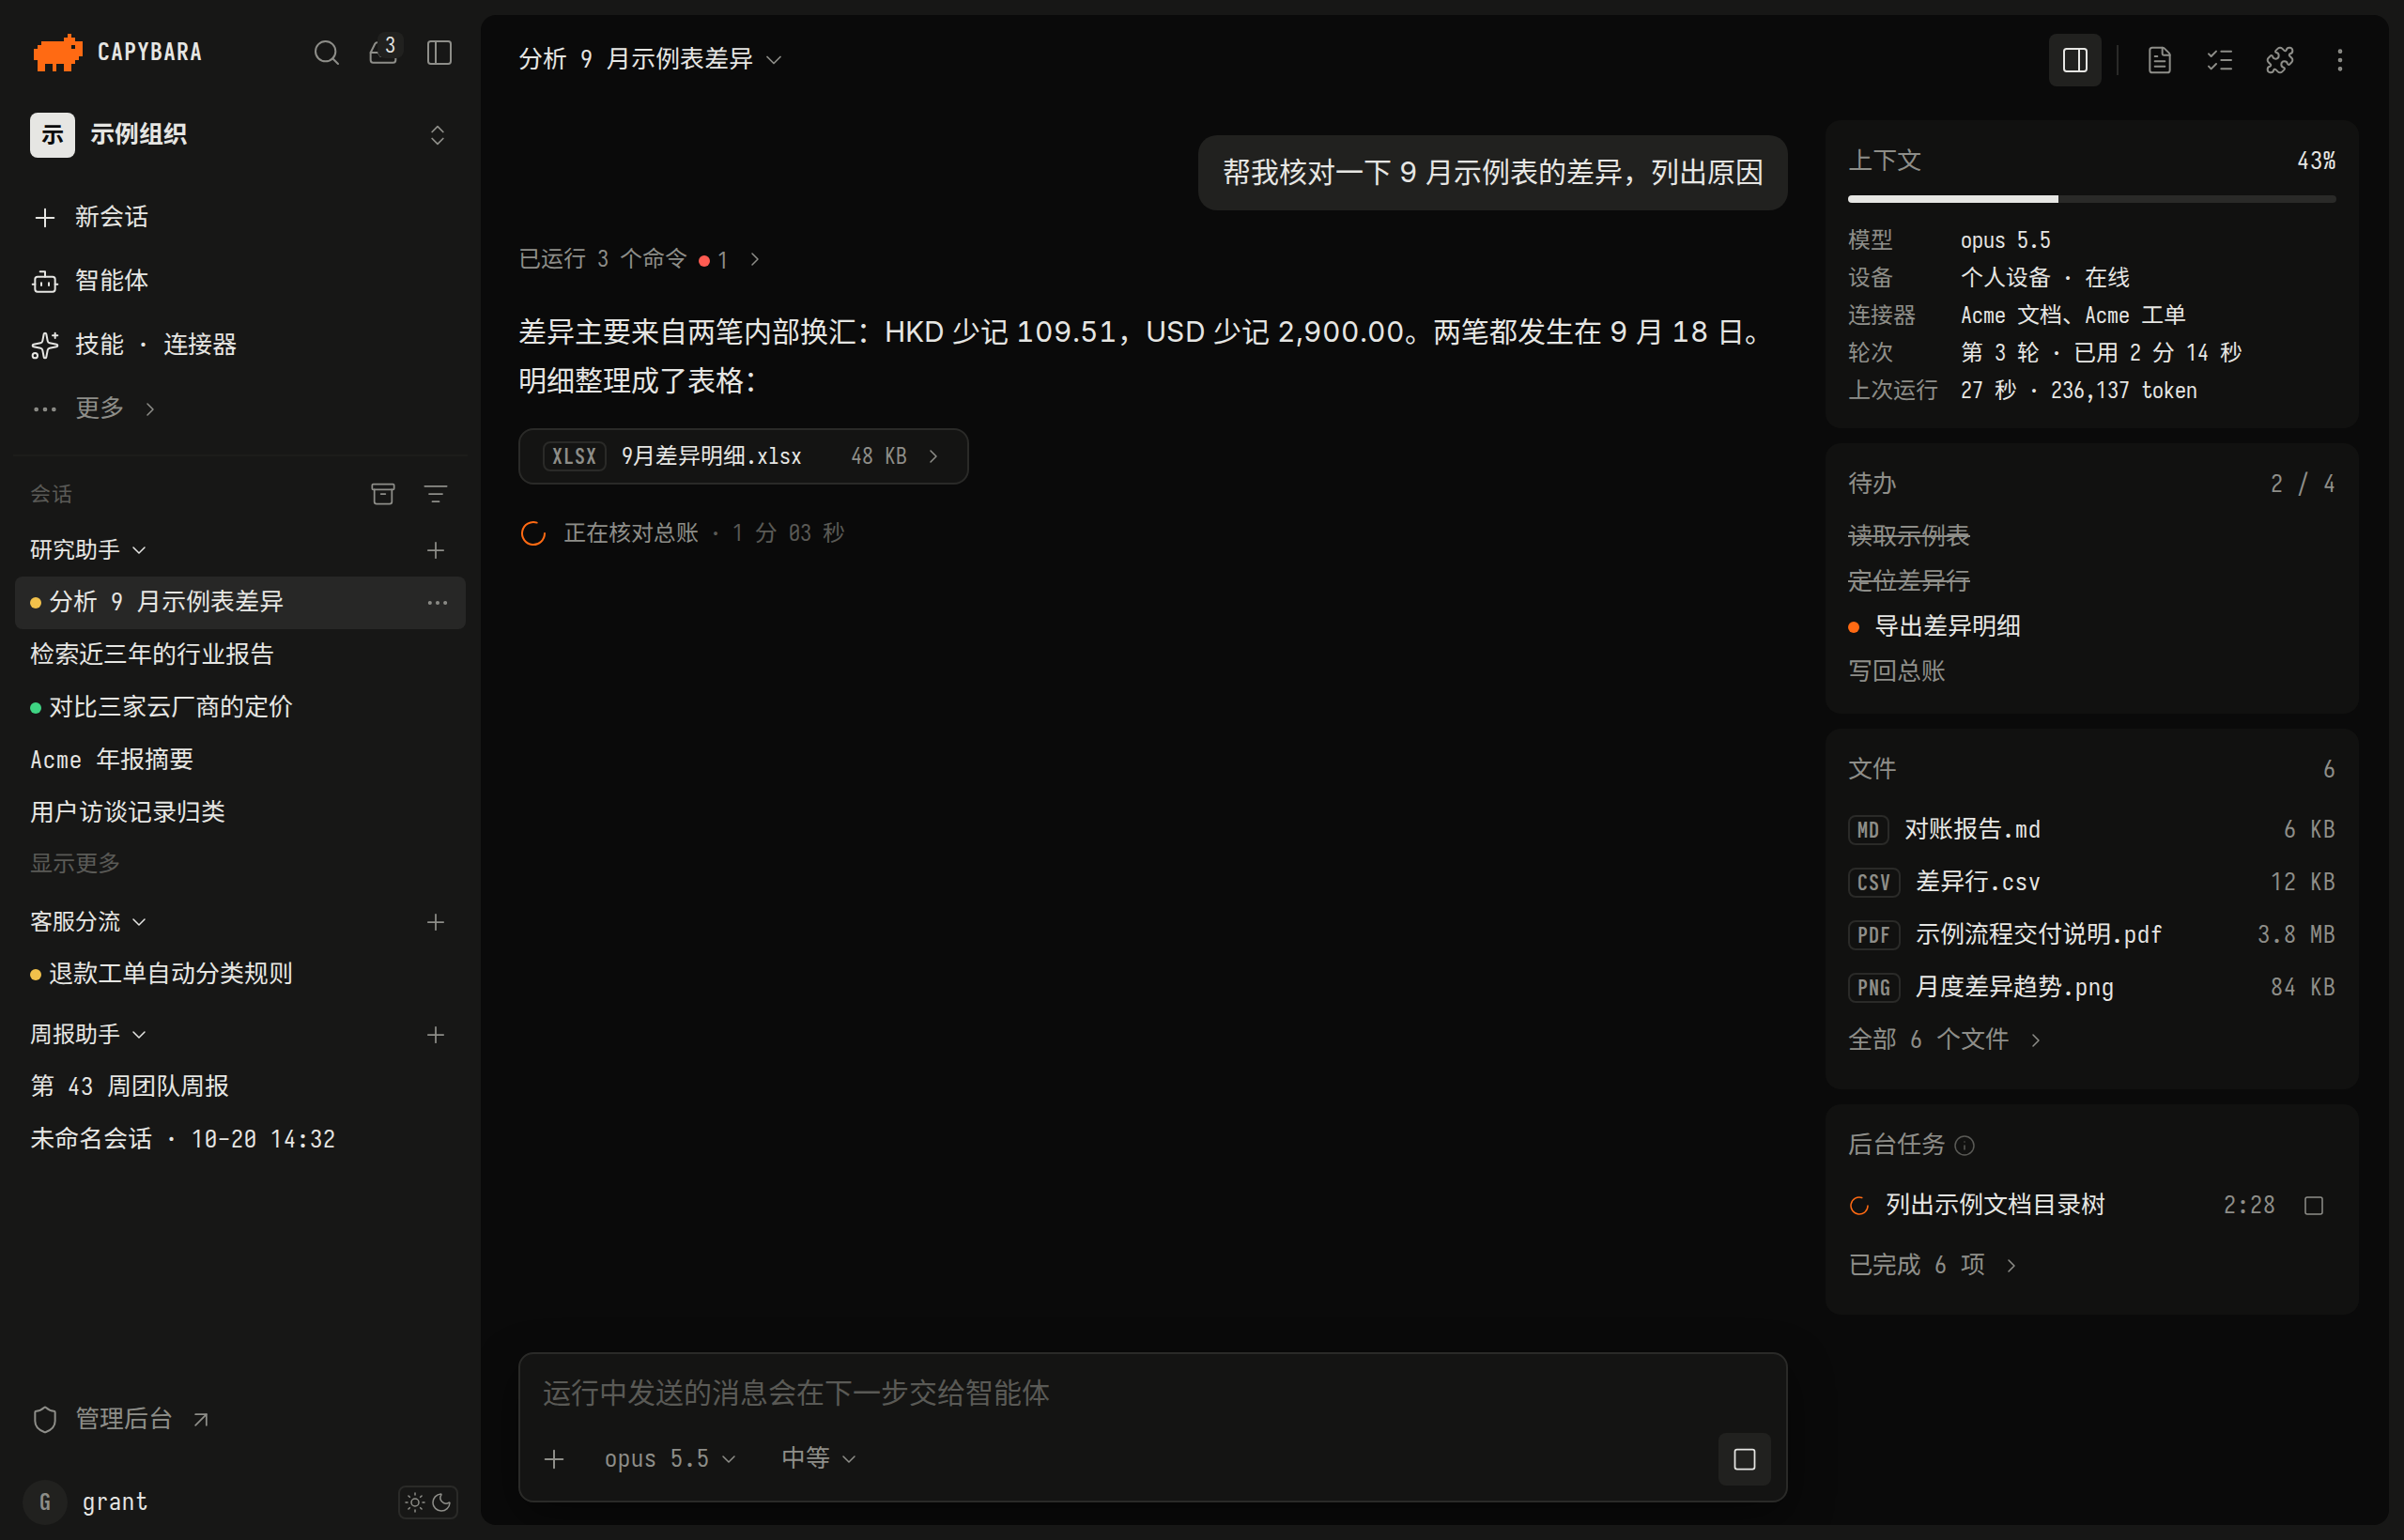 CAPYBARA
3
示 示例组织
新会话
智能体
技能 · 连接器
更多
会话
研究助手
分析 9 月示例表差异
检索近三年的行业报告
对比三家云厂商的定价
Acme 年报摘要
用户访谈记录归类
显示更多
客服分流
退款工单自动分类规则
周报助手
第 43 周团队周报
未命名会话 · 10-20 14:32
管理后台
G grant
分析 9 月示例表差异
帮我核对一下 9 月示例表的差异，列出原因
已运行 3 个命令 1
差异主要来自两笔内部换汇：HKD 少记 109.51，USD 少记 2,900.00。两笔都发生在 9 月 18 日。
明细整理成了表格：
XLSX 9月差异明细.xlsx 48 KB
正在核对总账 · 1 分 03 秒
运行中发送的消息会在下一步交给智能体
opus 5.5 中等
上下文 43%
模型 opus 5.5
设备 个人设备 · 在线
连接器 Acme 文档、Acme 工单
轮次 第 3 轮 · 已用 2 分 14 秒
上次运行 27 秒 · 236,137 token
待办 2 / 4
读取示例表
定位差异行
导出差异明细
写回总账
文件 6
MD 对账报告.md 6 KB
CSV 差异行.csv 12 KB
PDF 示例流程交付说明.pdf 3.8 MB
PNG 月度差异趋势.png 84 KB
全部 6 个文件
后台任务
列出示例文档目录树 2:28
已完成 6 项